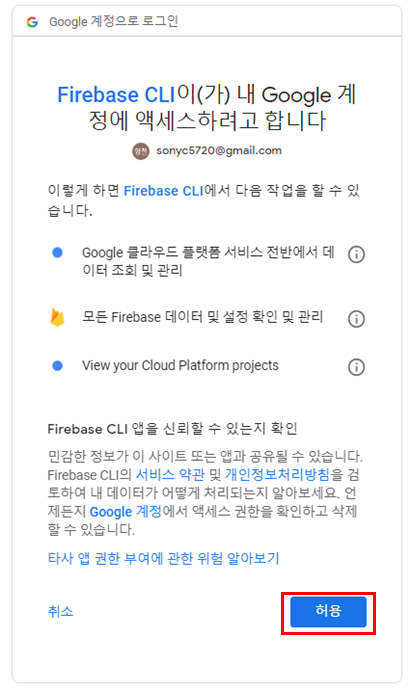 Google 계정으로 로그인
Firebase CLI이(가) 내 Google 계
정에 액세스하려고 합니다
sonyc5720@gmail.com
이렇게 하면 Firebase CLI에서 다음 작업을 할 수 있
습니다.
Google 클라우드 플랫폼 서비스 전반에서 데
이터 조회 및 관리
모든 Firebase 데이터 및 설정 확인 및 관리
View your Cloud Platform projects
Firebase CLI 앱을 신뢰할 수 있는지 확인
민감한 정보가 이 사이트 또는 앱과 공유될 수 있습니다.
Firebase CLI의 서비스 약관 및 개인정보처리방침을 검
토하여 내 데이터가 어떻게 처리되는지 알아보세요. 언
제든지 Google 계정에서 액세스 권한을 확인하고 삭제
할 수 있습니다.
타사 앱 권한 부여에 관한 위험 알아보기
취소
허용